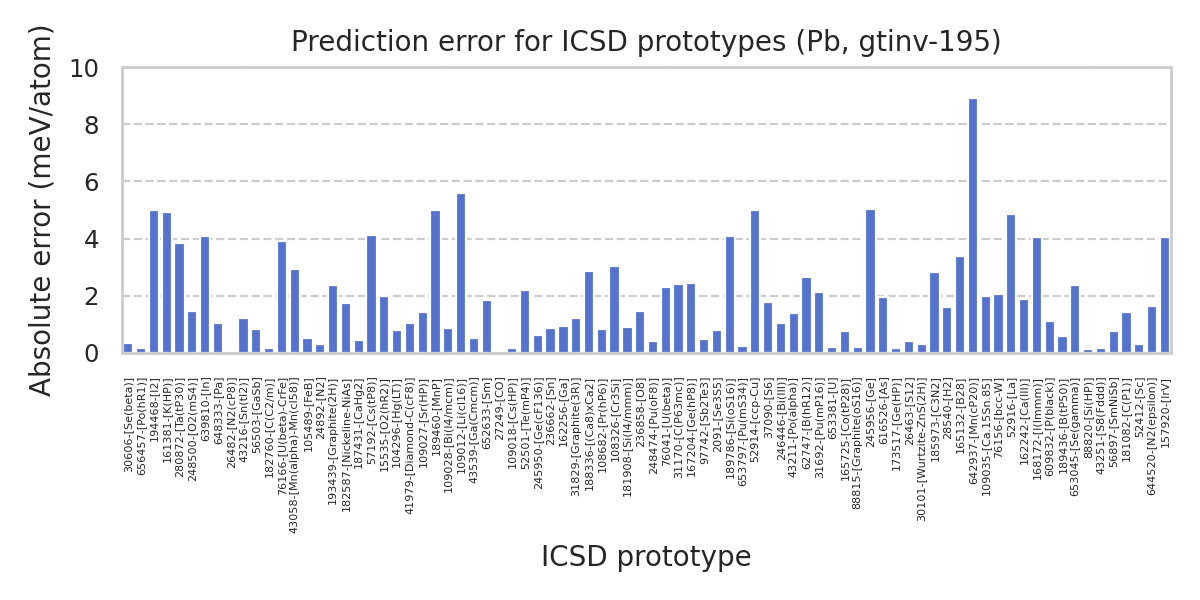 Prediction error for ICSD prototypes (Pb, gtinv-195)
Absolute error (meV/atom)
10
8
6
4
2
0
30606-[Se(beta)]
656457-[Po(hR1)]
194468-[I2]
161381-[K(HP)]
280872-[Ta(tP30)]
248500-[O2(mS4)]
639810-[In]
648333-[Pa]
26482-[N2(cP8)]
43216-[Sn(tI2)]
56503-[GaSb]
182760-[C(C2/m)]
76166-[U(beta)-CrFe]
43058-[Mn(alpha)-Mn(cI58)]
1054899-[FeB]
24892-[N2]
193439-[Graphite(2H)]
182587-[Nickeline-NiAs]
187431-[CaHg2]
57192-[Cs(tP8)]
15535-[O2(hR2)]
104296-[Hg(LT)]
41979-[Diamond-C(cF8)]
109027-[Sr(HP)]
189460-[MnP]
109028-[Bi(I4/mcm)]
109012-[Li(cI16)]
43539-[Ga(Cmcm)]
652633-[Sm]
27249-[CO]
109018-[Cs(HP)]
52501-[Te(mP4)]
245950-[Ge(cF136)]
236662-[Sn]
162256-[Ga]
31829-[Graphite(3R)]
188336-[(Ca8)xCa2]
108682-[Pr(hP6)]
108326-[Cr3Si]
181908-[Si(I4/mmm)]
236858-[O8]
248474-[Pu(oF8)]
76041-[U(beta)]
31170-[C(P63mc)]
167204-[Ge(hP8)]
97742-[Sb2Te3]
2091-[Se3S5]
189786-[Si(oS16)]
653797-[Pu(mS34)]
52914-[ccp-Cu]
37090-[S6]
246446-[Bi(III)]
43211-[Po(alpha)]
62747-[B(hR12)]
31692-[Pu(mP16)]
653381-[U]
165725-[Co(tP28)]
88815-[Graphite(oS16)]
245956-[Ge]
616526-[As]
173517-[Ge(HP)]
26463-[S12]
30101-[Wurtzite-ZnS(2H)]
185973-[C3N2]
28540-[H2]
165132-[B28]
642937-[Mn(cP20)]
109035-[Ca.15Sn.85]
76156-[bcc-W]
52916-[La]
162242-[Ca(III)]
168172-[I(Immm)]
609832-[P(black)]
189436-[B(tP50)]
653045-[Se(gamma)]
88820-[Si(HP)]
43251-[S8(Fddd)]
56897-[SmNiSb]
181082-[C(P1)]
52412-[Sc]
644520-[N2(epsilon)]
157920-[IrV]
ICSD prototype